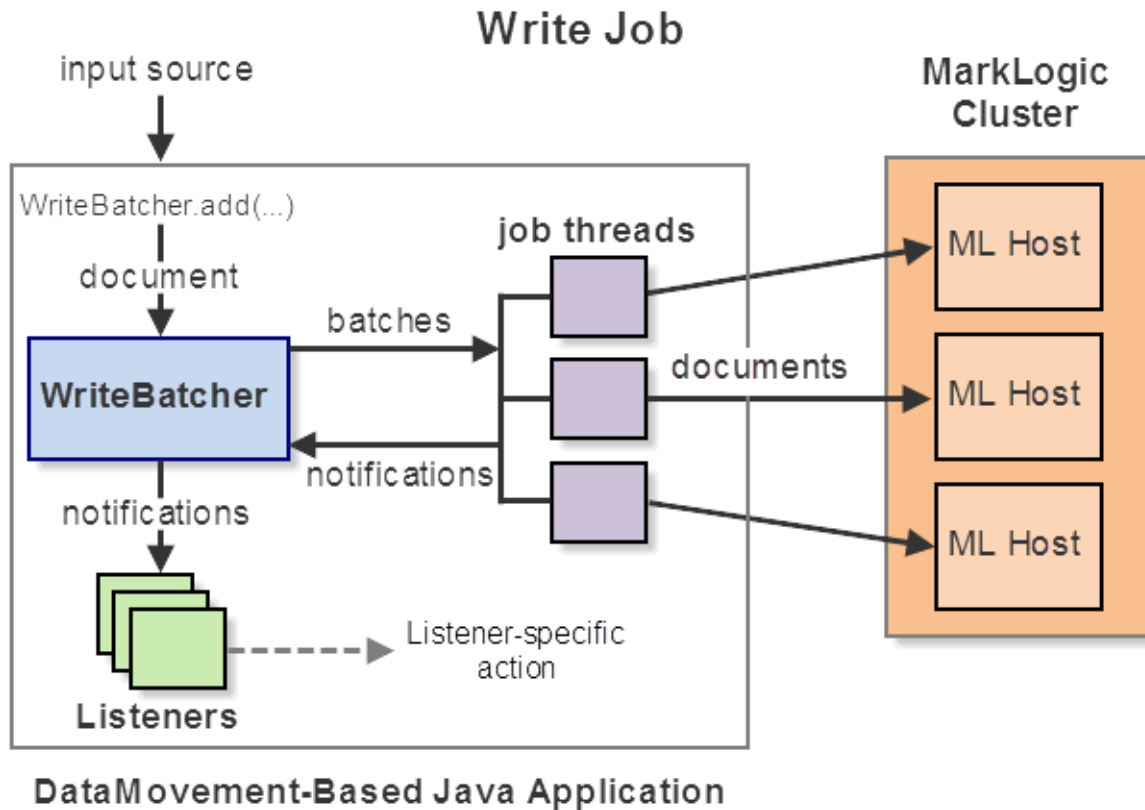 Write Job
input source
MarkLogic
Cluster
WriteBatcher.add(...)
job threads
ML Host
document
batches
documents
WriteBatcher
ML Host
notifications
notifications
ML Host
Listener-specific
action
Listeners
DataMovement-Based Java Application